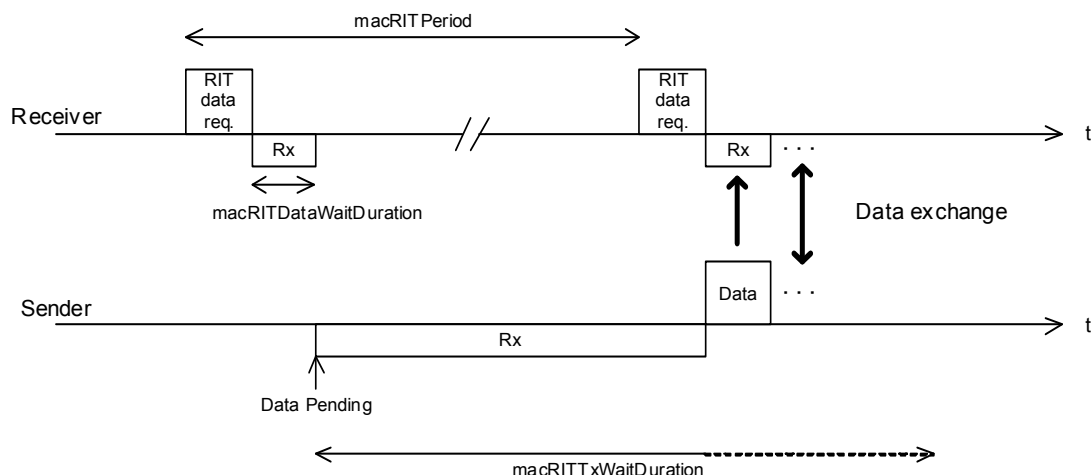 macRITPeriod
RIT
data
req.
RIT
data
req.
Receiver
t
Rx
Rx
. . .
macRITDataWaitDuration
Data exchange
Data
. . .
Sender
t
Rx
Data Pending
macRITTxWaitDuration